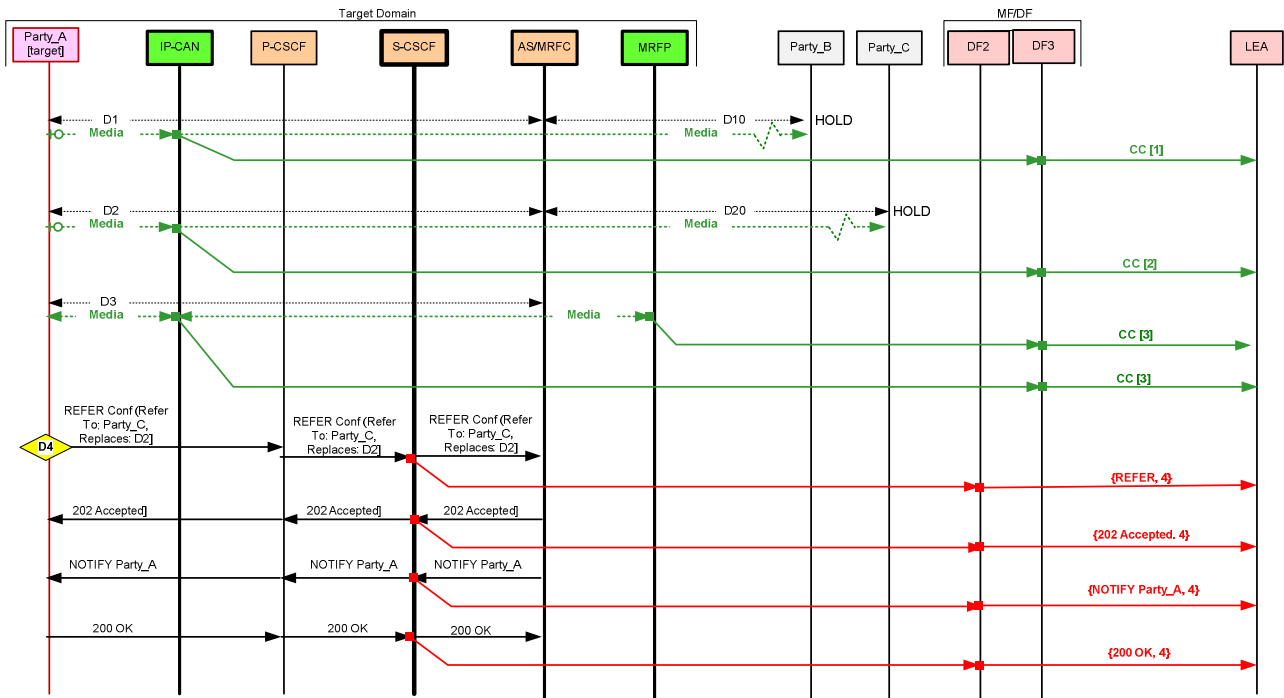 Target Domain
MF/DF
Party_A
[target]
IP-CAN
P-CSCF
S-CSCF
AS/MRFC
MRFP
Party_B
Party_C
DF2
DF3
LEA
D1
D10
HOLD
Media
Media
CC [1]
D2
D20
HOLD
Media
Media
CC [2]
D3
Media
Media
CC [3]
CC [3]
REFER Conf (Refer
To: Party_C,
Replaces: D2]
REFER Conf (Refer
To: Party_C,
Replaces: D2]
REFER Conf (Refer
To: Party_C,
Replaces: D2]
D4
{REFER, 4}
202 Accepted]
202 Accepted]
202 Accepted]
{202 Accepted. 4}
NOTIFY Party_A
NOTIFY Party_A
NOTIFY Party_A
{NOTIFY Party_A, 4}
200 OK
200 OK
200 OK
{200 OK, 4}